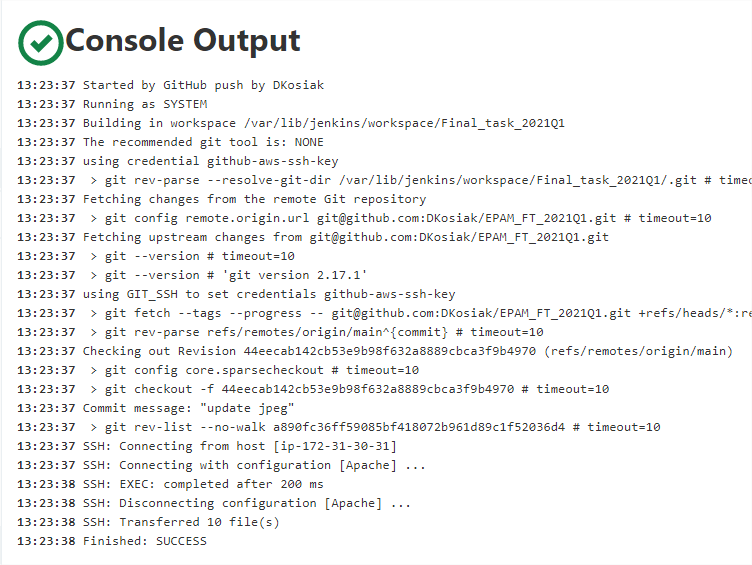 Console Output
13:23:37 Started by GitHub push by DKosiak
13:23:37 Running as SYSTEM
13:23:37 Building in workspace /var/lib/jenkins/workspace/Final_task_2021Q1
13:23:37 The recommended git tool is: NONE
13:23:37 using credential github-aws-ssh-key
13:23:37  > git rev-parse --resolve-git-dir /var/lib/jenkins/workspace/Final_task_2021Q1/.git # timeo
13:23:37 Fetching changes from the remote Git repository
13:23:37  > git config remote.origin.url git@github.com:DKosiak/EPAM_FT_2021Q1.git # timeout=10
13:23:37 Fetching upstream changes from git@github.com:DKosiak/EPAM_FT_2021Q1.git
13:23:37  > git --version # timeout=10
13:23:37  > git --version # 'git version 2.17.1'
13:23:37 using GIT_SSH to set credentials github-aws-ssh-key
13:23:37  > git fetch --tags --progress -- git@github.com:DKosiak/EPAM_FT_2021Q1.git +refs/heads/*:re
13:23:37  > git rev-parse refs/remotes/origin/main^{commit} # timeout=10
13:23:37 Checking out Revision 44eecab142cb53e9b98f632a8889cbca3f9b4970 (refs/remotes/origin/main)
13:23:37  > git config core.sparsecheckout # timeout=10
13:23:37  > git checkout -f 44eecab142cb53e9b98f632a8889cbca3f9b4970 # timeout=10
13:23:37 Commit message: "update jpeg"
13:23:37  > git rev-list --no-walk a890fc36ff59085bf418072b961d89c1f52036d4 # timeout=10
13:23:37 SSH: Connecting from host [ip-172-31-30-31]
13:23:37 SSH: Connecting with configuration [Apache] ...
13:23:38 SSH: EXEC: completed after 200 ms
13:23:38 SSH: Disconnecting configuration [Apache] ...
13:23:38 SSH: Transferred 10 file(s)
13:23:38 Finished: SUCCESS